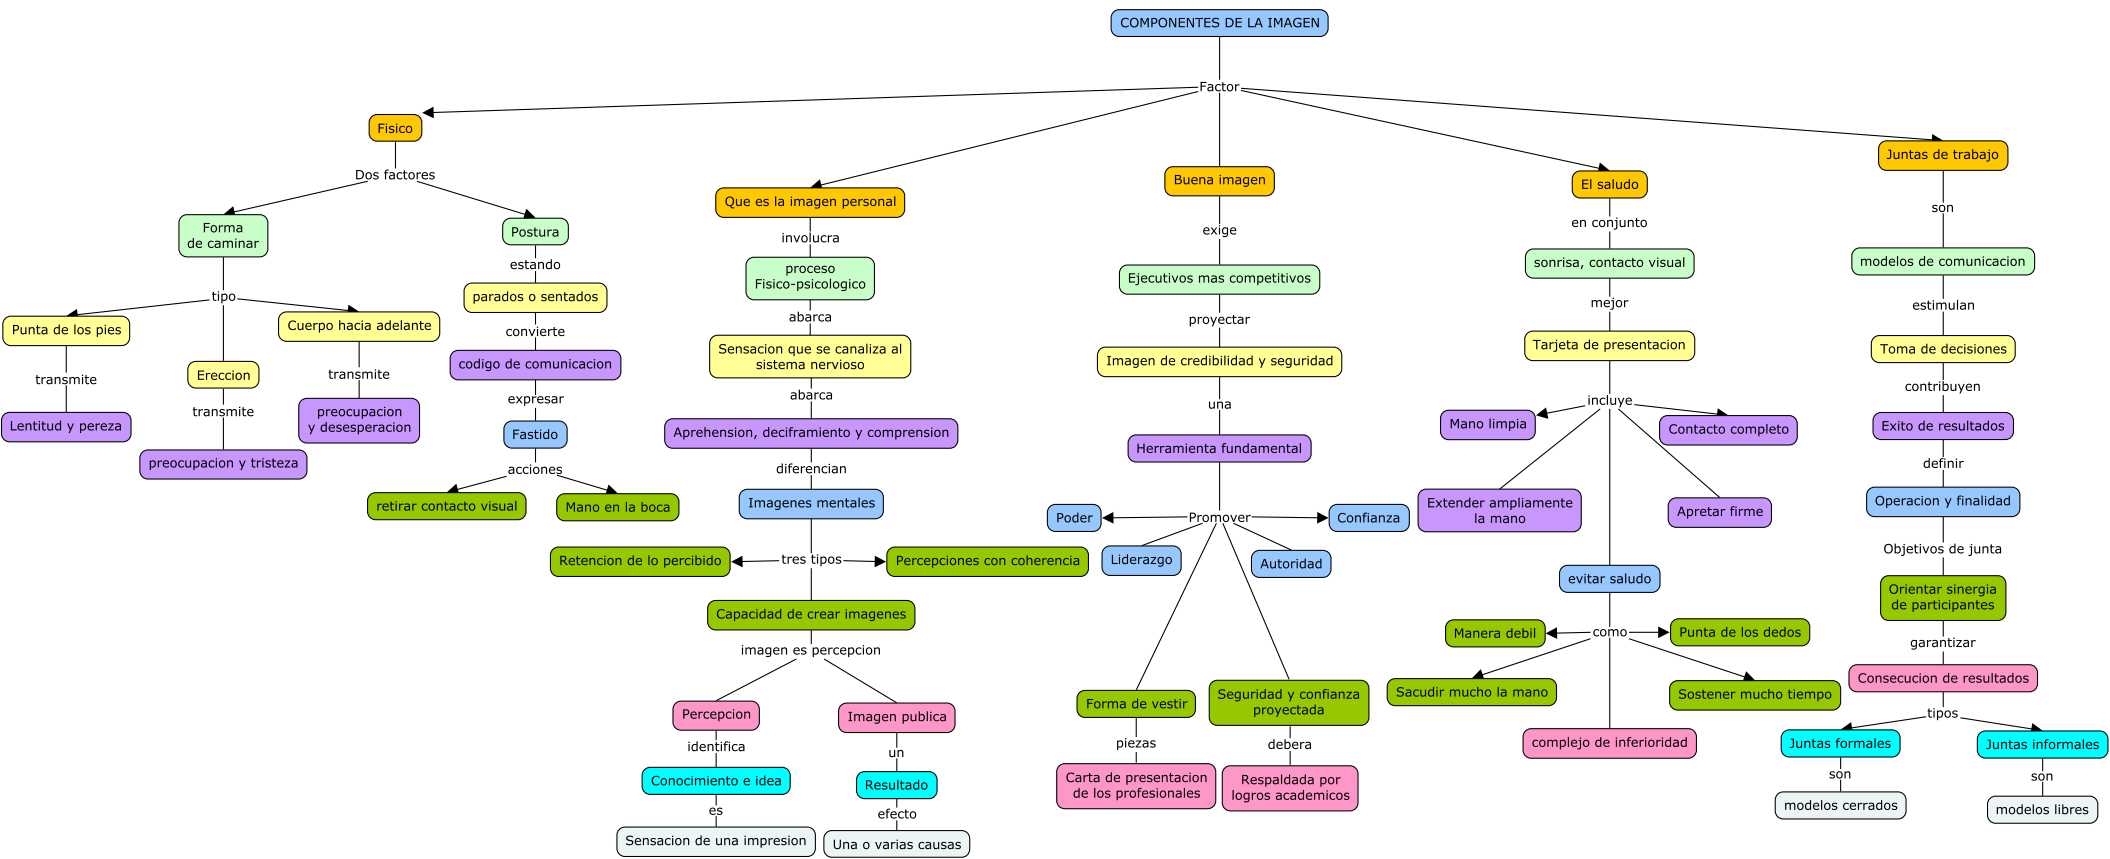 COMPONENTES DE LA IMAGEN
Factor
Fisico
Dos factores
Forma
de caminar
tipo
Punta de los pies
transmite
Lentitud y pereza
Ereccion
transmite
preocupacion y tristeza
Cuerpo hacia adelante
transmite
preocupacion
y desesperacion
Postura
estando
parados o sentados
convierte
codigo de comunicacion
expresar
Fastido
acciones
retirar contacto visual
Mano en la boca
Que es la imagen personal
involucra
proceso
Fisico-psicologico
abarca
Sensacion que se canaliza al
sistema nervioso
abarca
Aprehension, deciframiento y comprension
diferencian
Imagenes mentales
tres tipos
Retencion de lo percibido
Percepciones con coherencia
Capacidad de crear imagenes
imagen es percepcion
Percepcion
identifica
Conocimiento e idea
es
Sensacion de una impresion
Imagen publica
un
Resultado
efecto
Una o varias causas
Buena imagen
exige
Ejecutivos mas competitivos
proyectar
Imagen de credibilidad y seguridad
una
Herramienta fundamental
Promover
Poder
Confianza
Liderazgo
Autoridad
Forma de vestir
piezas
Carta de presentacion
de los profesionales
Seguridad y confianza
proyectada
debera
Respaldada por
logros academicos
El saludo
en conjunto
sonrisa, contacto visual
mejor
Tarjeta de presentacion
incluye
Mano limpia
Contacto completo
Extender ampliamente
la mano
Apretar firme
evitar saludo
como
Manera debil
Punta de los dedos
Sacudir mucho la mano
Sostener mucho tiempo
complejo de inferioridad
Juntas de trabajo
son
modelos de comunicacion
estimulan
Toma de decisiones
contribuyen
Exito de resultados
definir
Operacion y finalidad
Objetivos de junta
Orientar sinergia
de participantes
garantizar
Consecucion de resultados
tipos
Juntas formales
son
modelos cerrados
Juntas informales
son
modelos libres